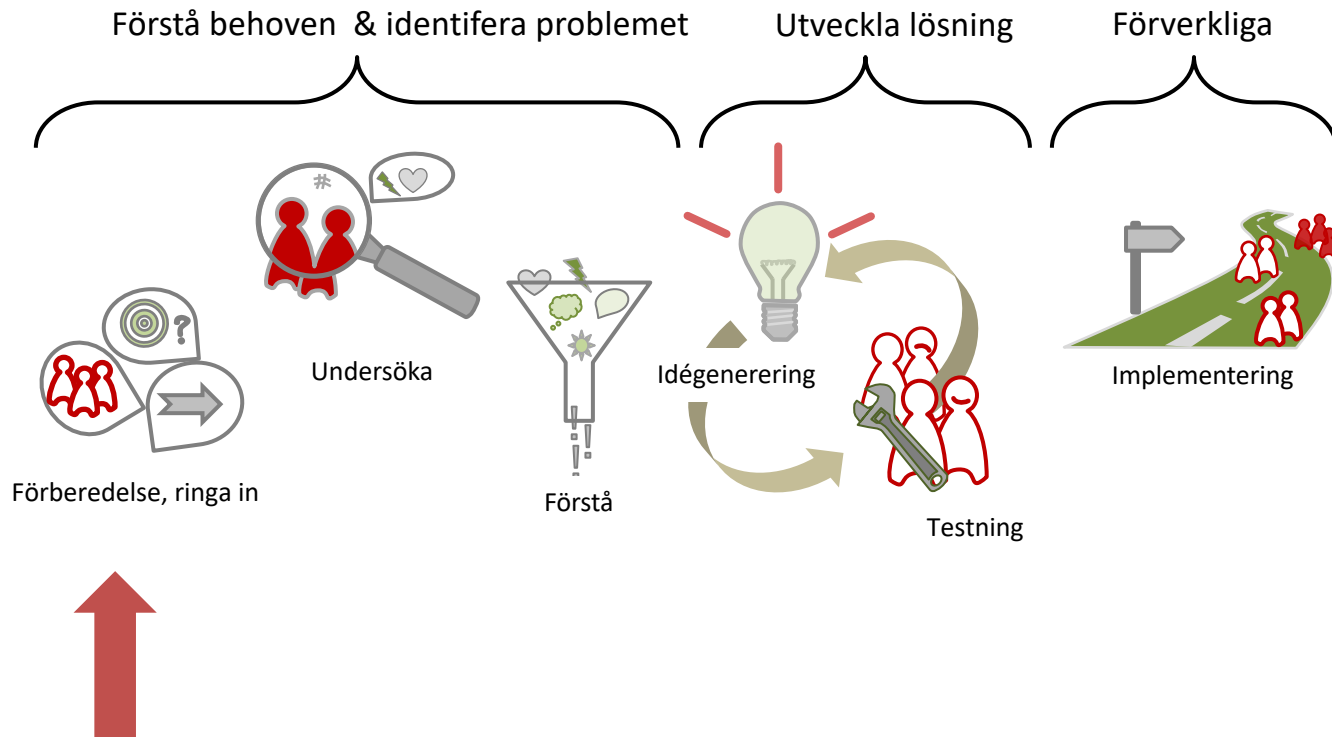 Förstå behoven & identifera problemet
Utveckla lösning
Förverkliga
#
?
Undersöka
Idégenerering
Implementering
Förberedelse, ringa in
! !
! !
Förstå
Testning